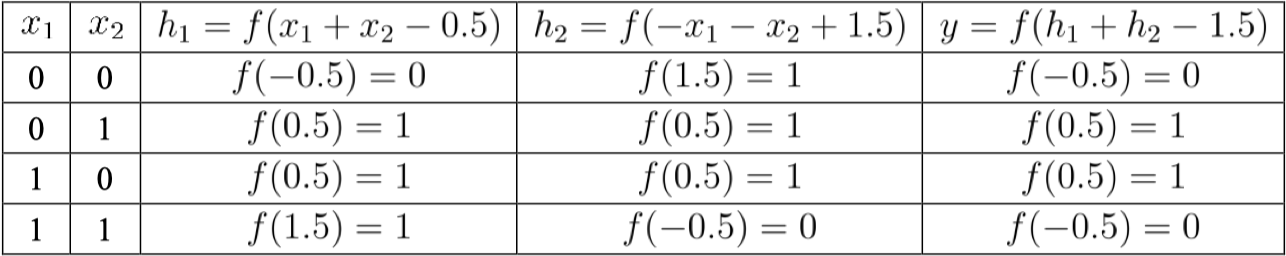 x₁ x₂ h₁ = f(x₁ + x₂ − 0.5) h₂ = f(−x₁ − x₂ + 1.5) y = f(h₁ + h₂ − 1.5)
0 0 f(−0.5) = 0 f(1.5) = 1 f(−0.5) = 0
0 1 f(0.5) = 1 f(0.5) = 1 f(0.5) = 1
1 0 f(0.5) = 1 f(0.5) = 1 f(0.5) = 1
1 1 f(1.5) = 1 f(−0.5) = 0 f(−0.5) = 0